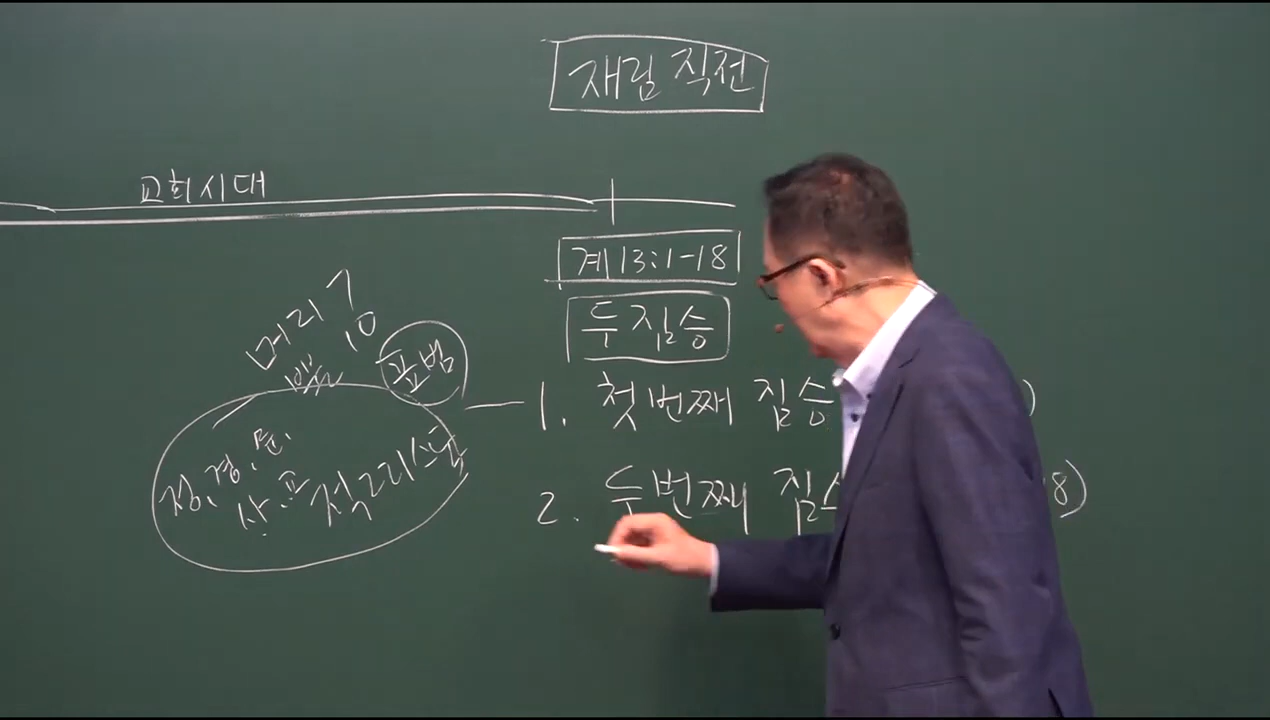 재림 직전
교회시대
계 13:1-18
두 짐승
머리 7
뿔 10
표범
1. 첫번째 짐승 )
2. 두번째 짐승 8)
정, 경, 문.
사. 표 적그리스도